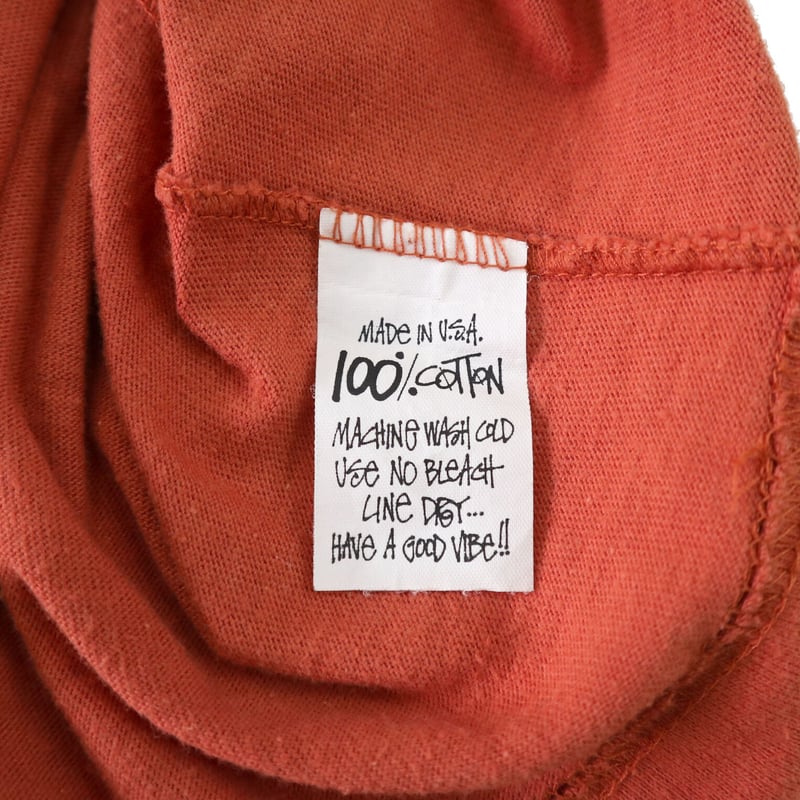 MADE IN U.S.A.
100%. COTTON
MACHINE WASH COLD
USE NO BLEACH
LINE DRY...
HAVE A GOOD VIBE!!